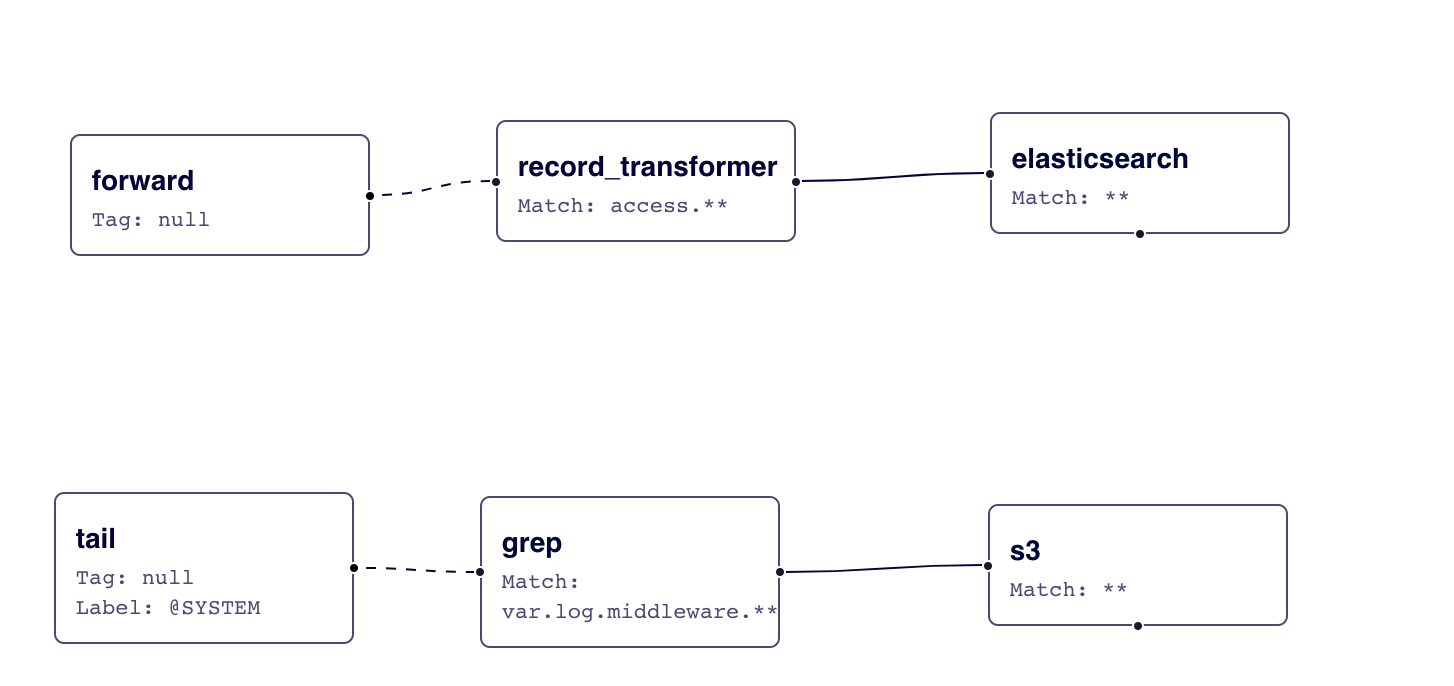 forward
Tag: null
record_transformer
Match: access.**
elasticsearch
Match: **
tail
Tag: null
Label: @SYSTEM
grep
Match:
var.log.middleware.**
s3
Match: **